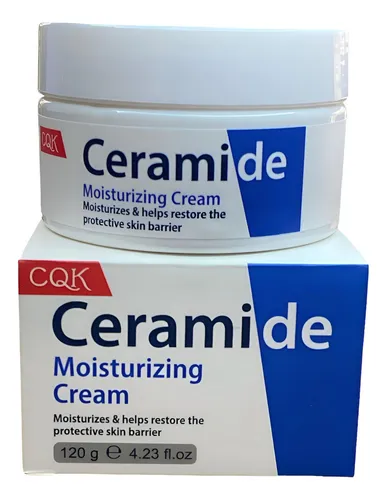 CQK
Ceramide
Moisturizing Cream
Moisturizes & helps restore the
protective skin barrier
CQK
Ceramide
Moisturizing
Cream
Moisturizes & helps restore the
protective skin barrier
120 g ℮ 4.23 fl.oz